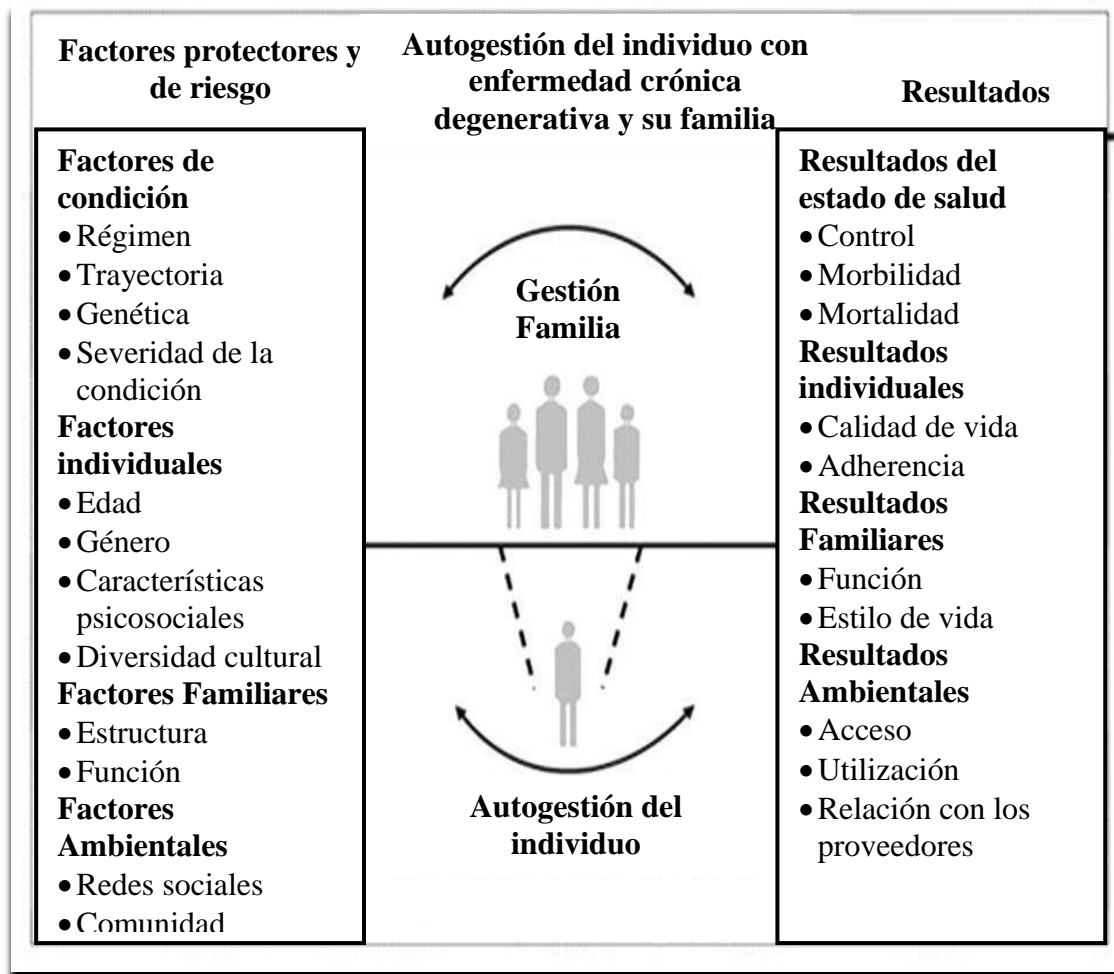 Factores protectores y
de riesgo
Autogestión del individuo con
enfermedad crónica
degenerativa y su familia
Resultados
Factores de
condición
• Régimen
• Trayectoria
• Genética
• Severidad de la
condición
Factores
individuales
• Edad
• Género
• Características
psicosociales
• Diversidad cultural
Factores Familiares
• Estructura
• Función
Factores
Ambientales
• Redes sociales
• Comunidad
Gestión
Familia
Autogestión del
individuo
Resultados del
estado de salud
• Control
• Morbilidad
• Mortalidad
Resultados
individuales
• Calidad de vida
• Adherencia
Resultados
Familiares
• Función
• Estilo de vida
Resultados
Ambientales
• Acceso
• Utilización
• Relación con los
proveedores